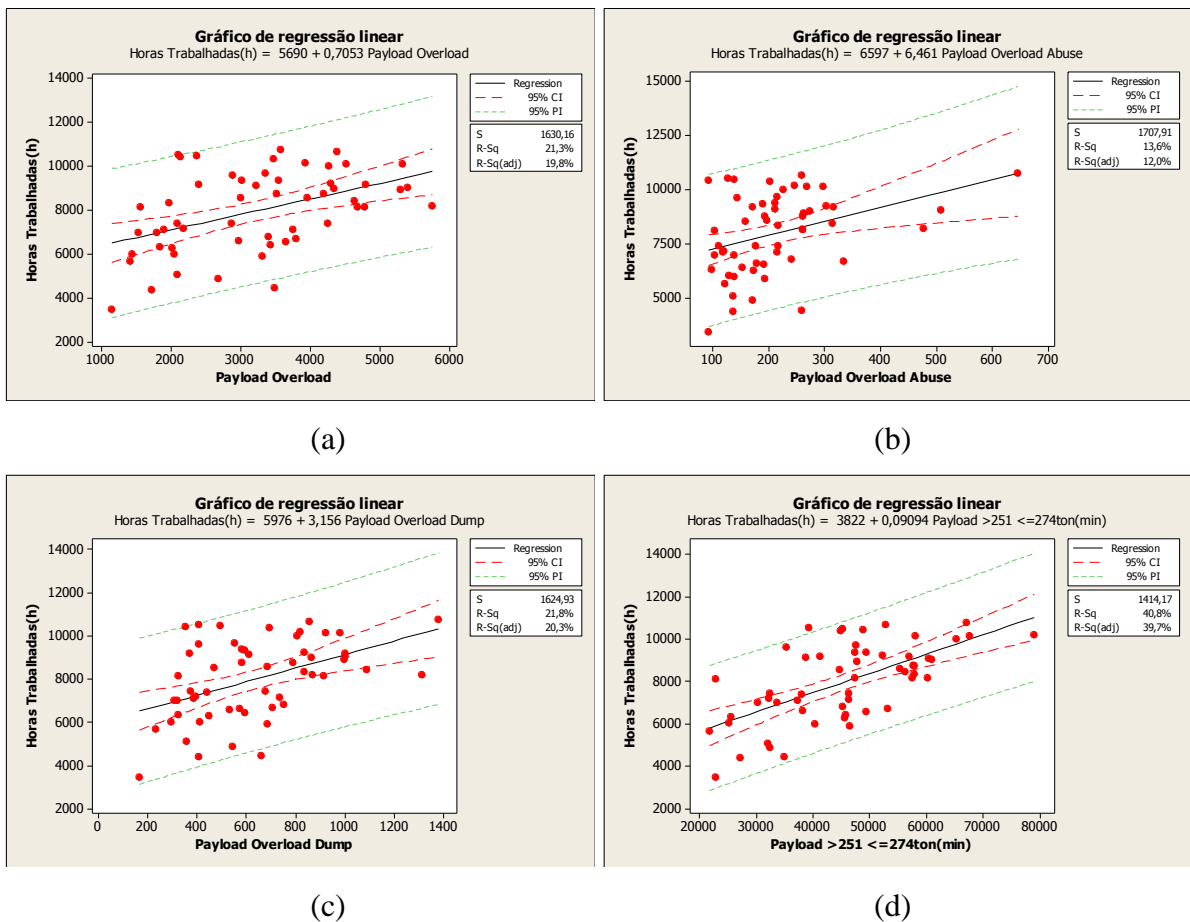 Gráfico de regressão linear
Horas Trabalhadas(h) = 5690 + 0,7053 Payload Overload
14000
12000
10000
8000
6000
4000
2000
Horas Trabalhadas(h)
1000 2000 3000 4000 5000 6000
Payload Overload
Regression
95% CI
95% PI
S 1630,16
R-Sq 21,3%
R-Sq(adj) 19,8%
(a)
Gráfico de regressão linear
Horas Trabalhadas(h) = 6597 + 6,461 Payload Overload Abuse
15000
12500
10000
7500
5000
Horas Trabalhadas(h)
100 200 300 400 500 600 700
Payload Overload Abuse
Regression
95% CI
95% PI
S 1707,91
R-Sq 13,6%
R-Sq(adj) 12,0%
(b)
Gráfico de regressão linear
Horas Trabalhadas(h) = 5976 + 3,156 Payload Overload Dump
14000
12000
10000
8000
6000
4000
2000
Horas Trabalhadas(h)
0 200 400 600 800 1000 1200 1400
Payload Overload Dump
Regression
95% CI
95% PI
S 1624,93
R-Sq 21,8%
R-Sq(adj) 20,3%
(c)
Gráfico de regressão linear
Horas Trabalhadas(h) = 3822 + 0,09094 Payload >251 <=274ton(min)
14000
12000
10000
8000
6000
4000
2000
Horas Trabalhadas(h)
20000 30000 40000 50000 60000 70000 80000
Payload >251 <=274ton(min)
Regression
95% CI
95% PI
S 1414,17
R-Sq 40,8%
R-Sq(adj) 39,7%
(d)